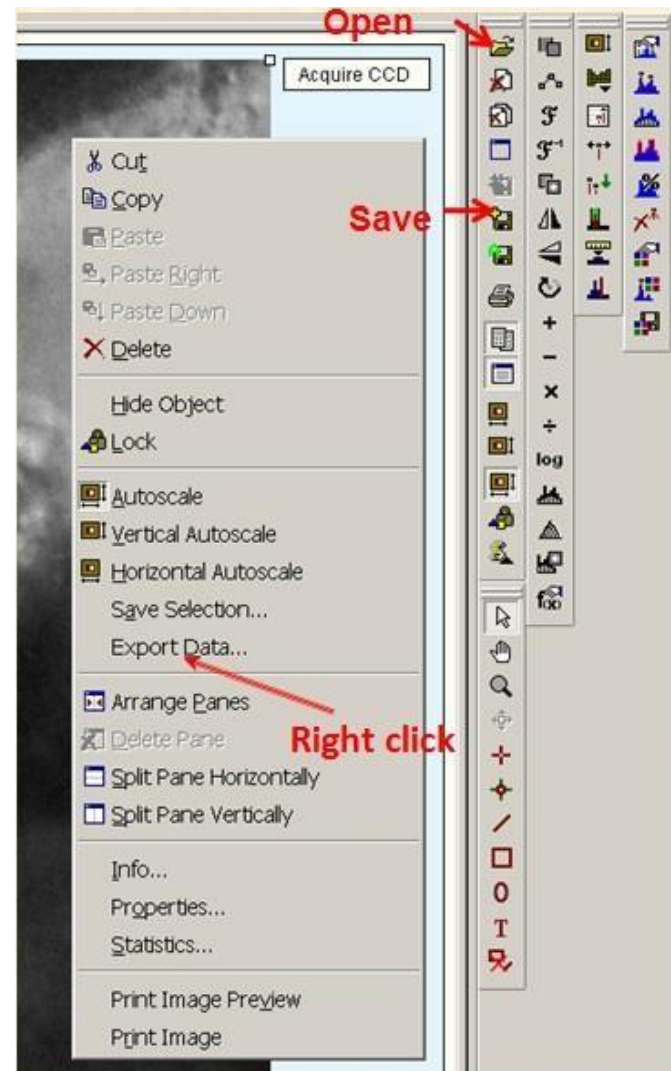 Open
Acquire CCD
Cut
Copy
Save
Paste
Paste Right
Paste Down
Delete
Hide Object
Lock
Autoscale
Vertical Autoscale
Horizontal Autoscale
Save Selection...
Export Data...
Right click
Arrange Panes
Delete Pane
Split Pane Horizontally
Split Pane Vertically
Info...
Properties...
Statistics...
Print Image Preview
Print Image
F
F⁻¹
+
−
×
÷
log
f(x)
T